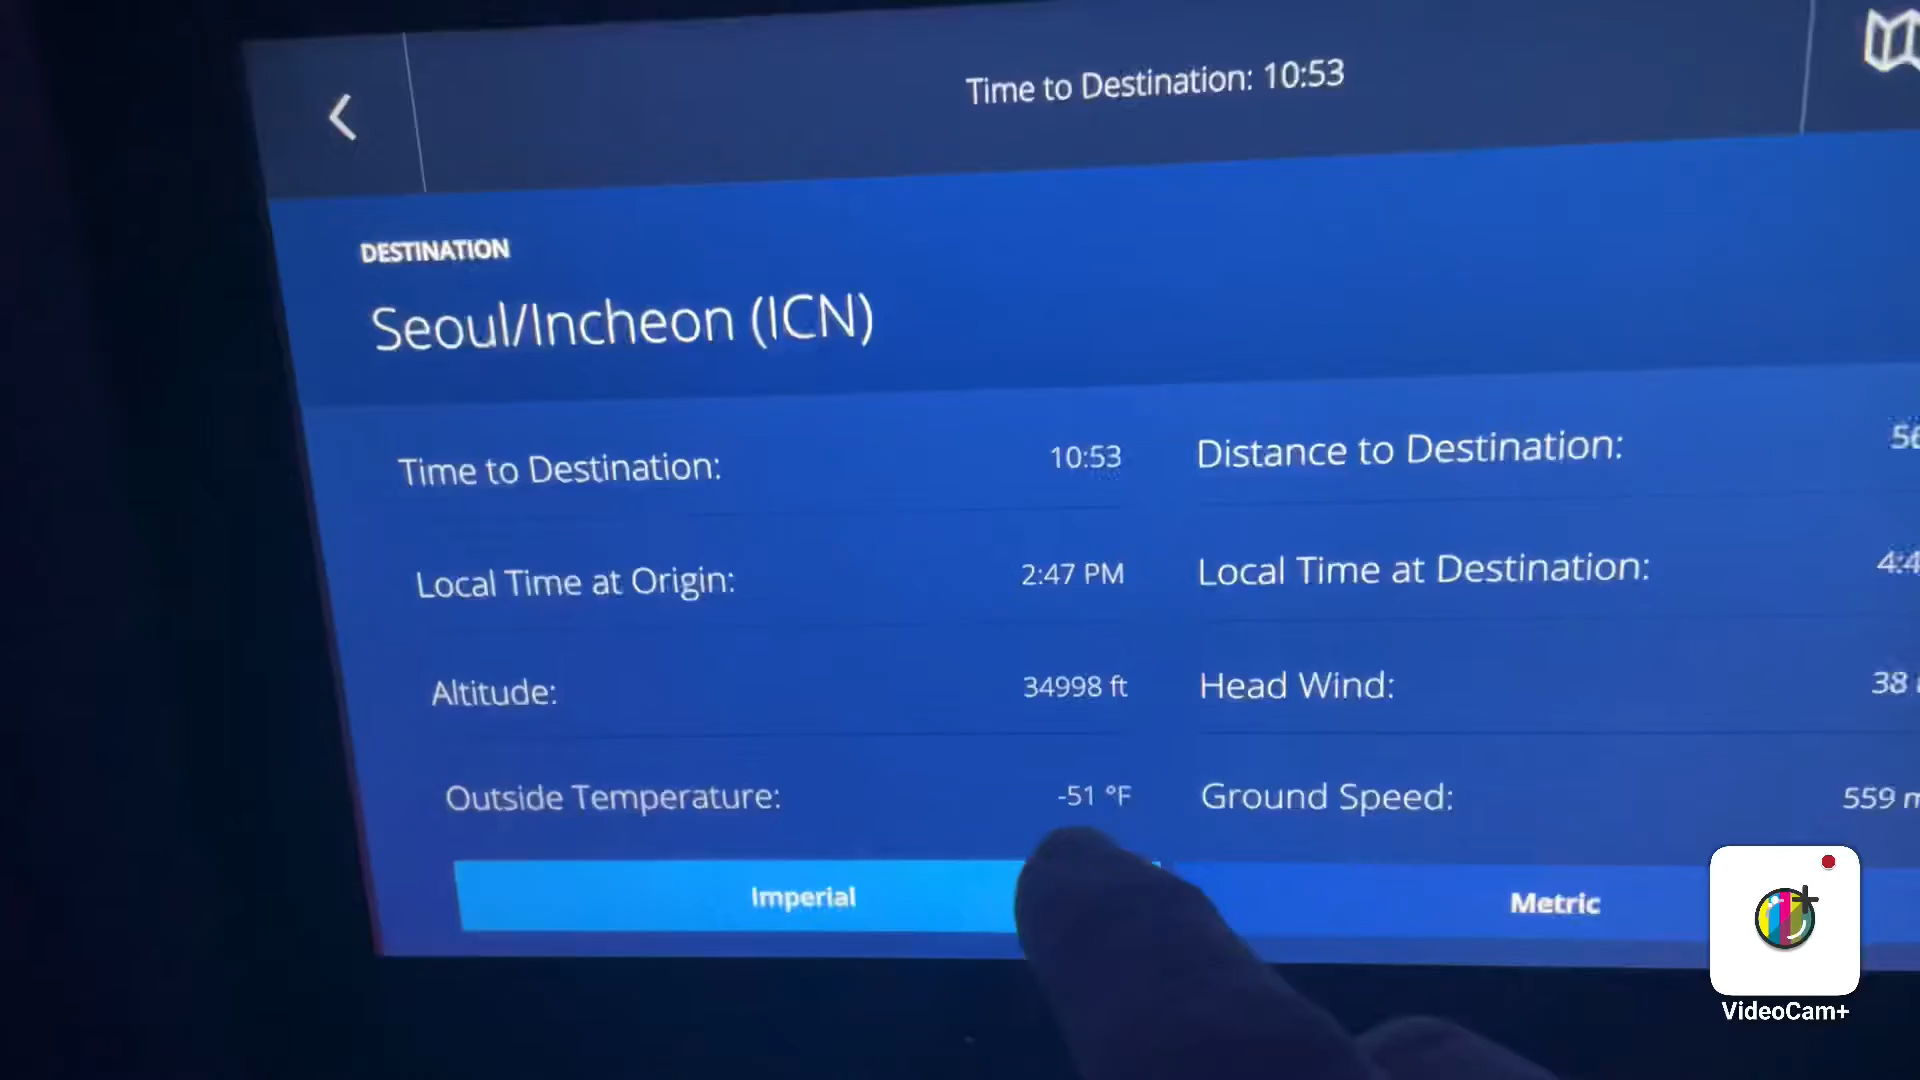 Time to Destination: 10:53
DESTINATION
Seoul/Incheon (ICN)
Time to Destination: 10:53
Distance to Destination:
Local Time at Origin: 2:47 PM
Local Time at Destination:
Altitude: 34998 ft
Head Wind: 38
Outside Temperature: -51 °F
Ground Speed: 559
Imperial
Metric
VideoCam+